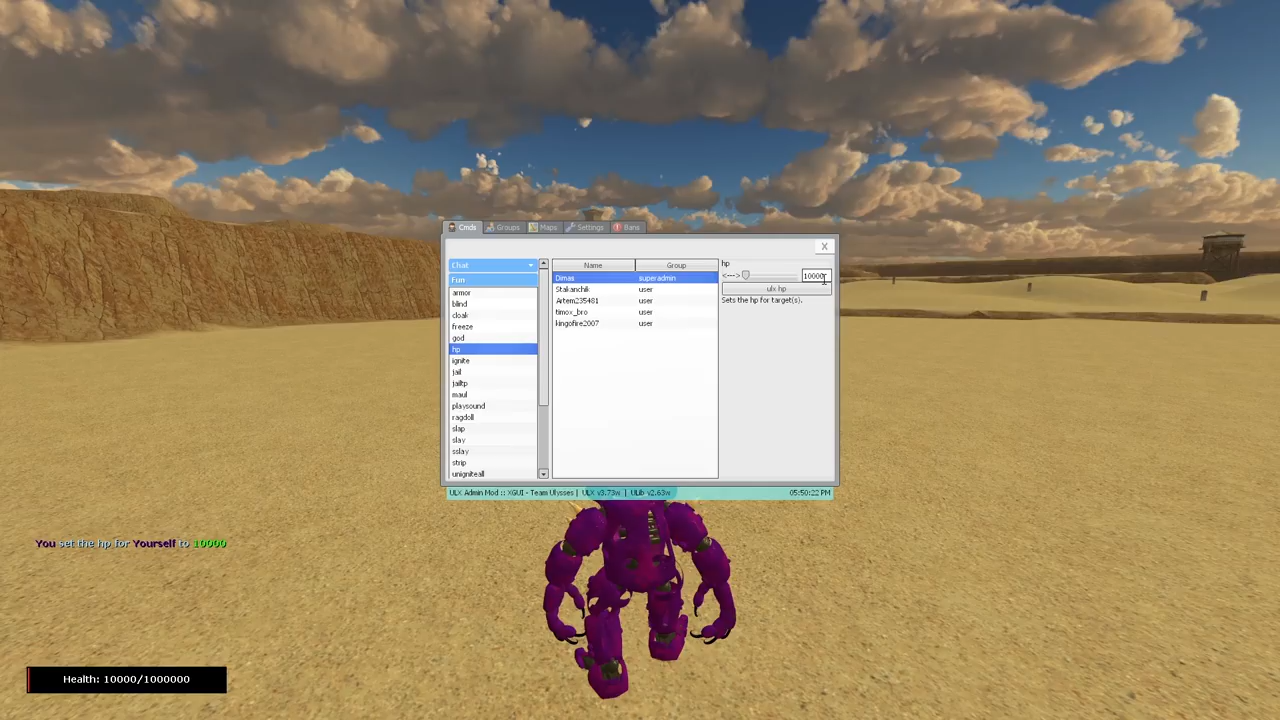 Cmds Groups Maps Settings Bans
X
Chat
Fun
armor
blind
cloak
freeze
god
hp
ignite
jail
jailtp
maul
playsound
ragdoll
slap
slay
sslay
strip
unigniteall
Name Group
Dimas superadmin
Stakanchik user
Artem235481 user
timox_bro user
kingofire2007 user
hp
<---> 10000
ulx hp
Sets the hp for target(s).
ULX Admin Mod :: XGUI - Team Ulysses | ULX v3.73w | ULib v2.63w 05:50:22 PM
You set the hp for Yourself to 10000
Health: 10000/1000000